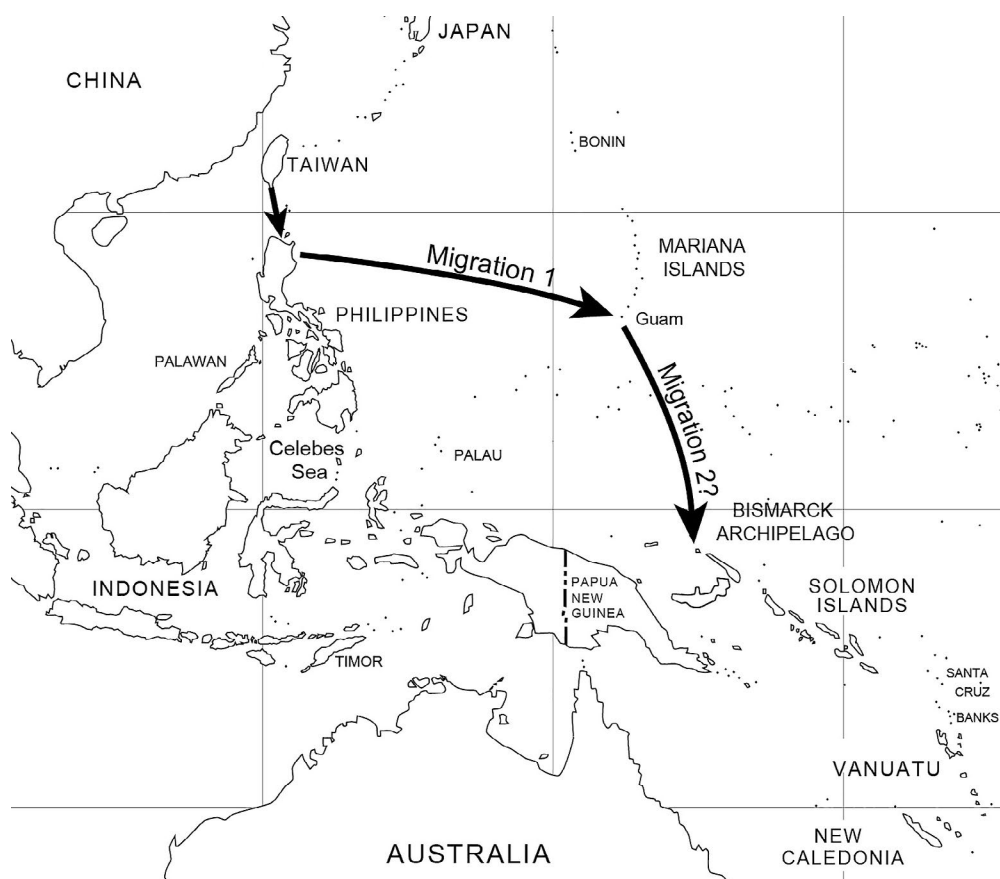 JAPAN
CHINA
BONIN
TAIWAN
MARIANA
ISLANDS
Migration 1
PHILIPPINES
Guam
PALAWAN
Migration 2?
Celebes
Sea
PALAU
BISMARCK
ARCHIPELAGO
INDONESIA
PAPUA
NEW
GUINEA
SOLOMON
ISLANDS
TIMOR
SANTA
CRUZ
BANKS
VANUATU
AUSTRALIA
NEW
CALEDONIA